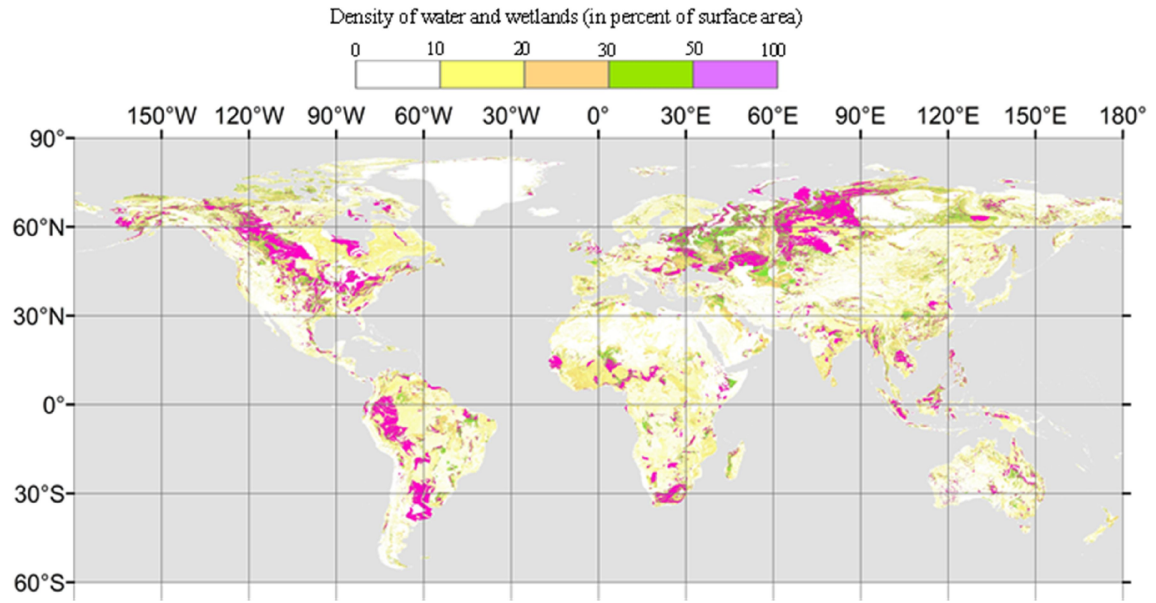 Density of water and wetlands (in percent of surface area)
0 10 20 30 50 100
150°W 120°W 90°W 60°W 30°W 0° 30°E 60°E 90°E 120°E 150°E 180°
90°
60°N
30°N
0°
30°S
60°S